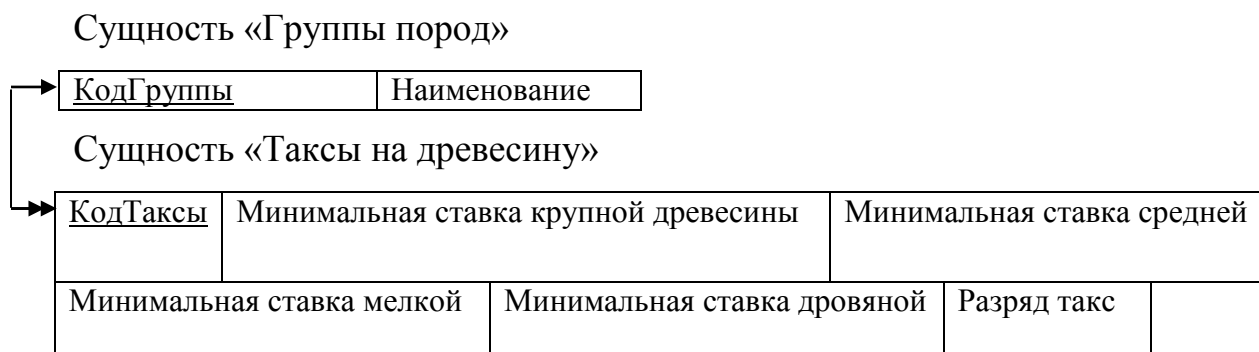 Сущность «Группы пород»
КодГруппы Наименование
Сущность «Таксы на древесину»
КодТаксы Минимальная ставка крупной древесины Минимальная ставка средней
Минимальная ставка мелкой Минимальная ставка дровяной Разряд такс